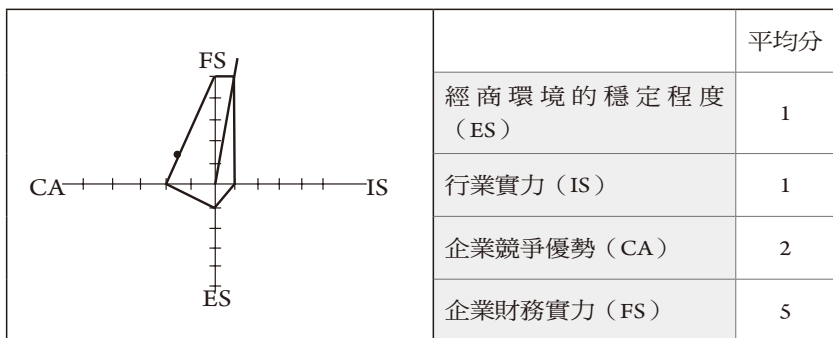 FS
CA
IS
ES
平均分
經商環境的穩定程度
（ES）
1
行業實力（IS）
1
企業競爭優勢（CA）
2
企業財務實力（FS）
5